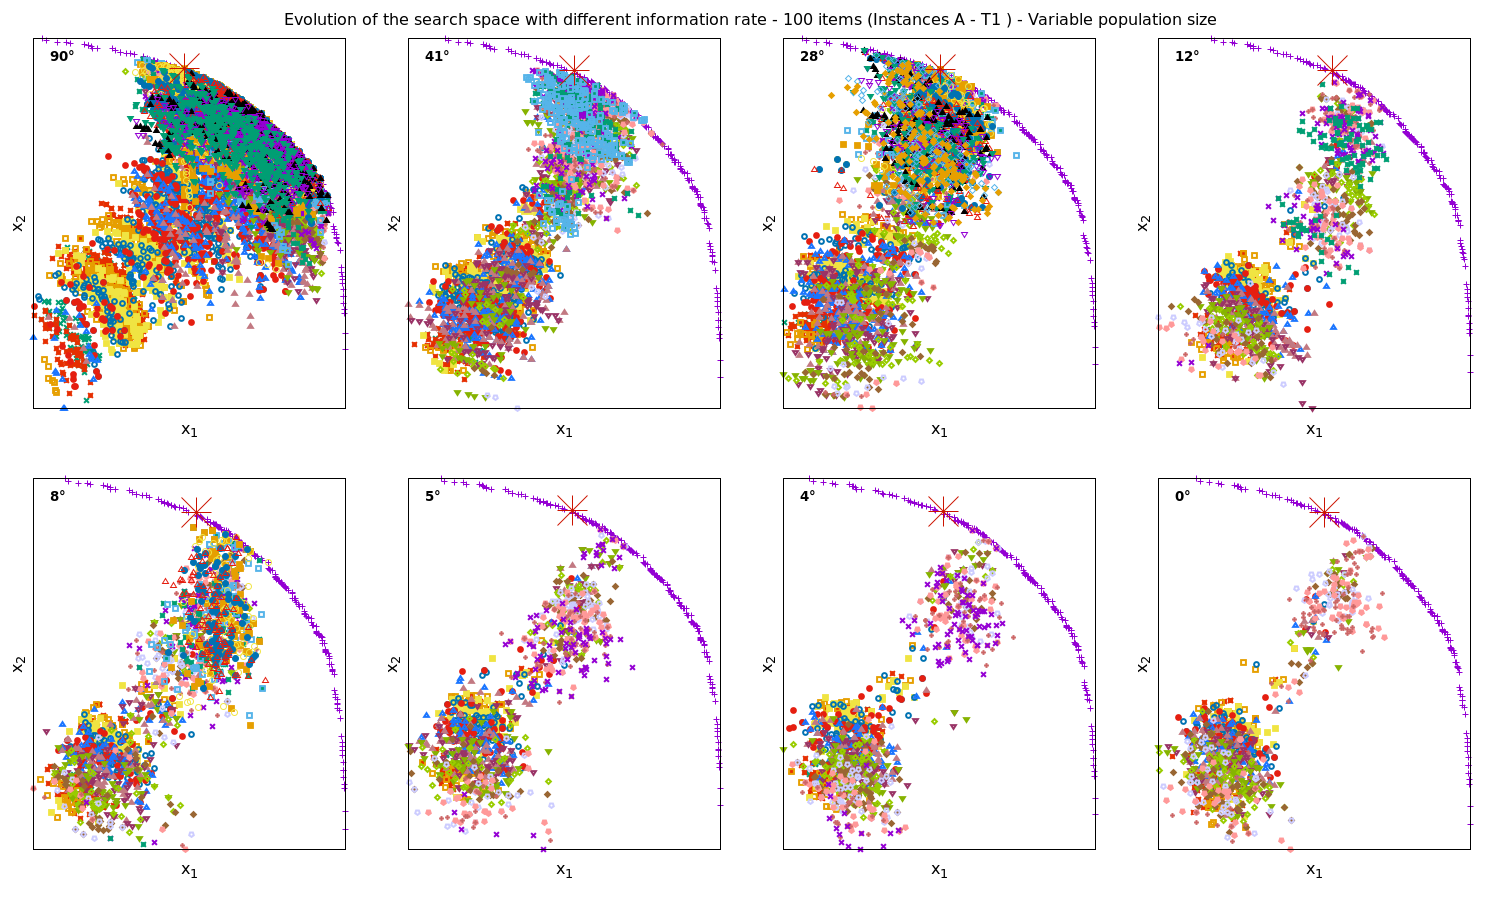 Evolution of the search space with different information rate - 100 items (Instances A - T1 ) - Variable population size
90°
41°
28°
12°
x2
x2
x2
x2
x1
x1
x1
x1
8°
5°
4°
0°
x2
x2
x2
x2
x1
x1
x1
x1